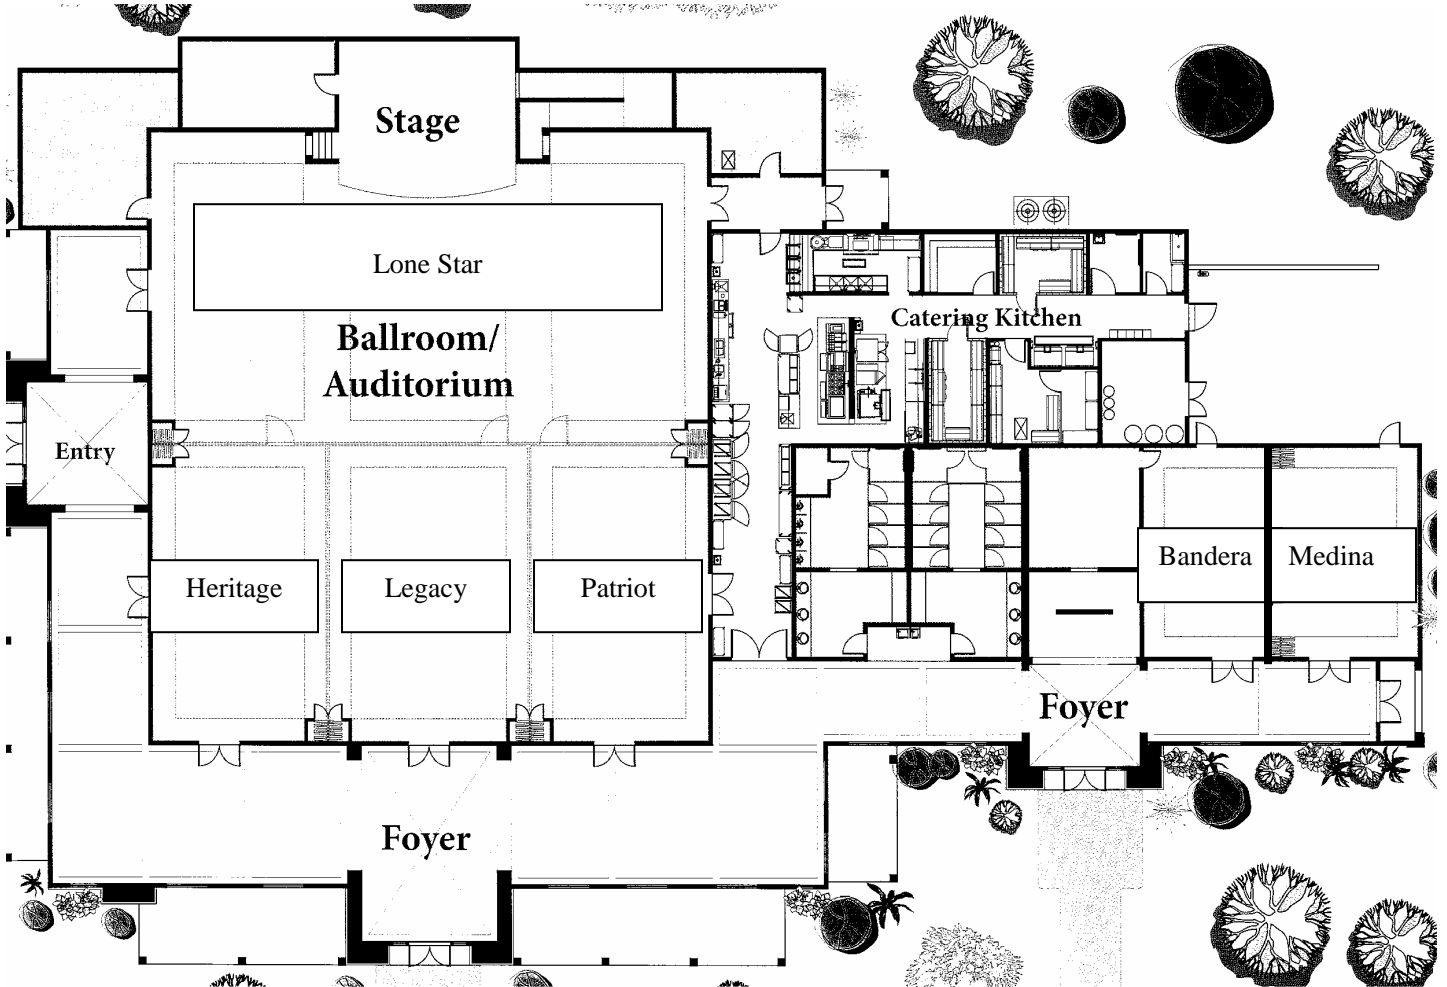 Stage
Lone Star
Ballroom/
Auditorium
Catering Kitchen
Entry
Heritage
Legacy
Patriot
Bandera
Medina
Foyer
Foyer